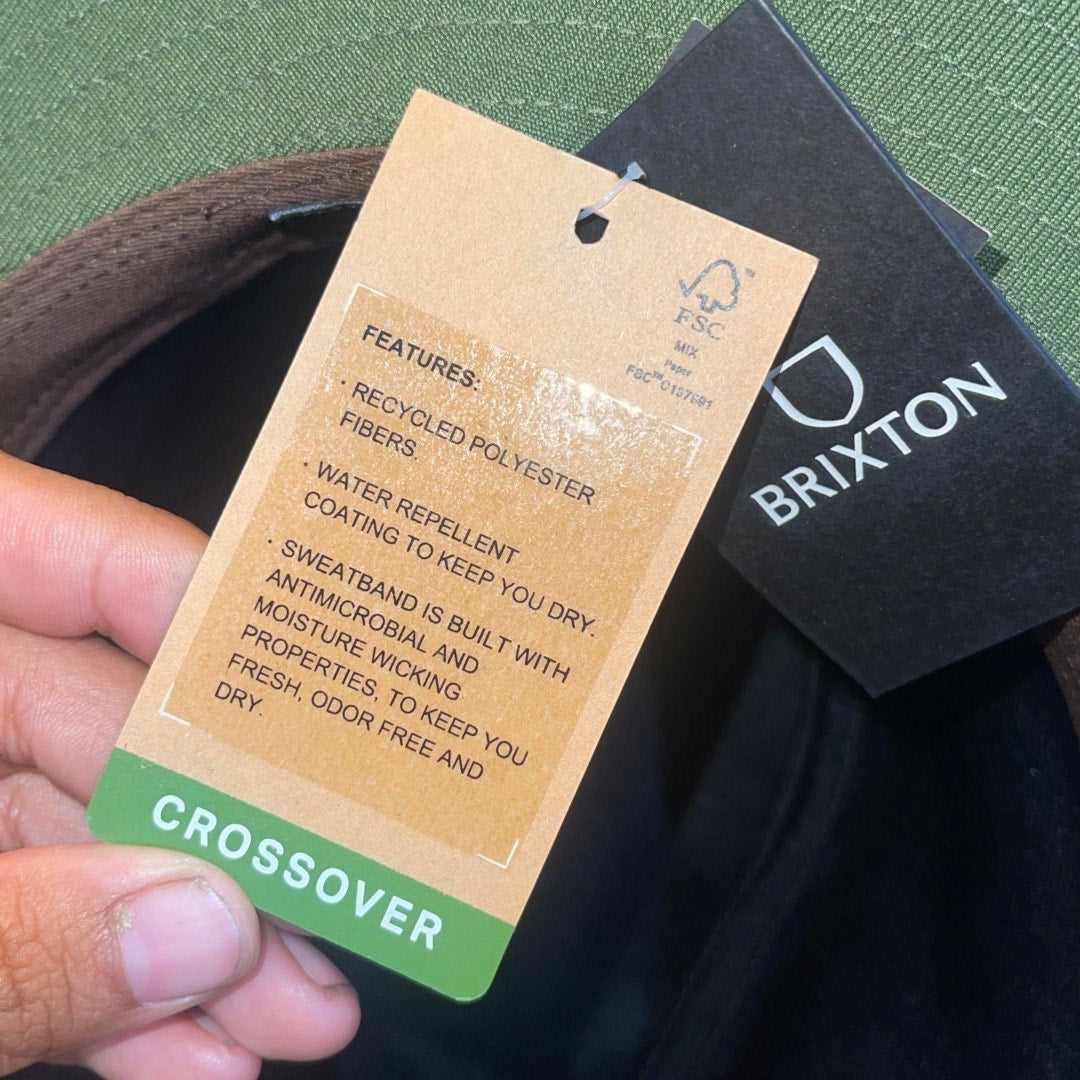 FSC
MIX
Paper
FEATURES:
· RECYCLED POLYESTER
FIBERS.
· WATER REPELLENT
COATING TO KEEP YOU DRY.
· SWEATBAND IS BUILT WITH
ANTIMICROBIAL AND
MOISTURE WICKING
PROPERTIES, TO KEEP YOU
FRESH, ODOR FREE AND
DRY.
CROSSOVER
BRIXTON